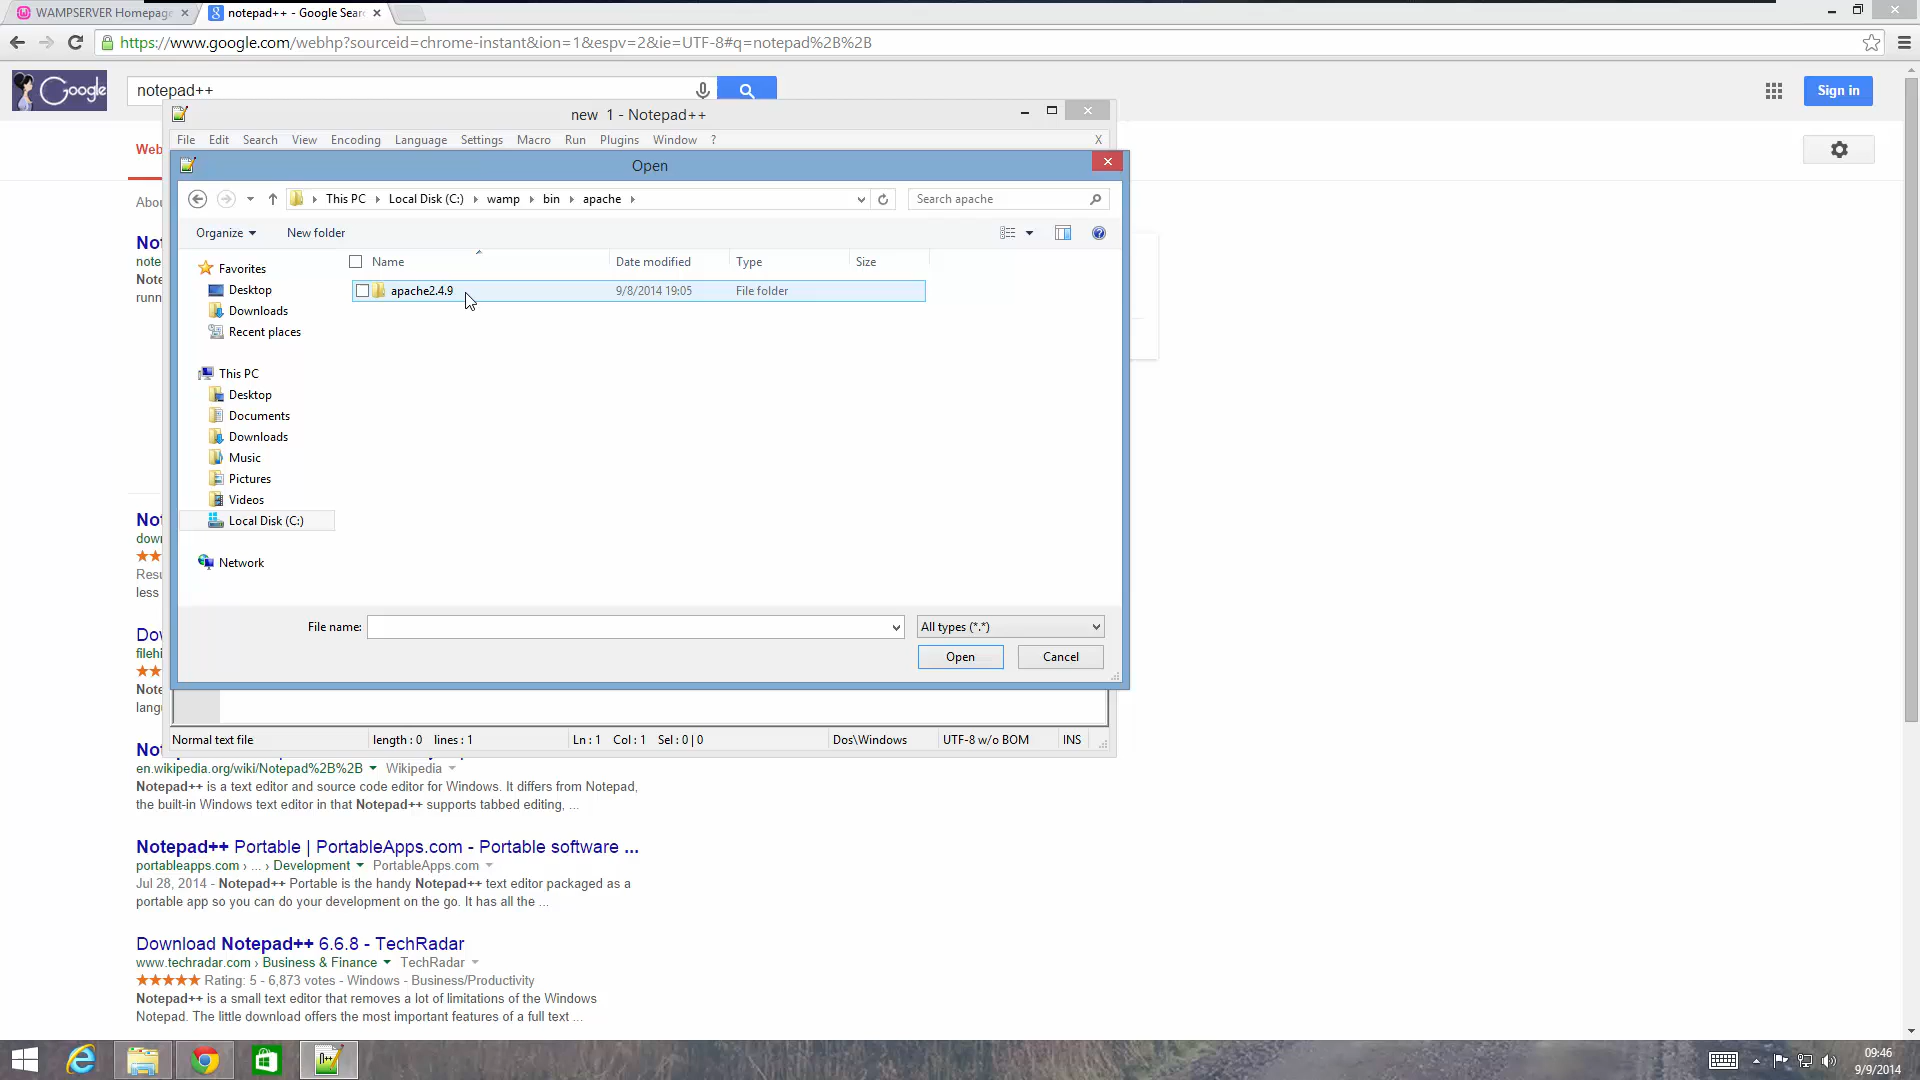 WAMPSERVER Homepage
notepad++ - Google Sear
https://www.google.com/webhp?sourceid=chrome-instant&ion=1&espv=2&ie=UTF-8#q=notepad%2B%2B
Google
notepad++
Sign in
new 1 - Notepad++
File Edit Search View Encoding Language Settings Macro Run Plugins Window ? X
Web
Open
This PC Local Disk (C:) wamp bin apache
Search apache
Organize New folder
Name Date modified Type Size
apache2.4.9 9/8/2014 19:05 File folder
Favorites
Desktop
Downloads
Recent places
This PC
Desktop
Documents
Downloads
Music
Pictures
Videos
Local Disk (C:)
Network
File name:
All types (*.*)
Open Cancel
Normal text file length : 0 lines : 1 Ln : 1 Col : 1 Sel : 0 | 0 Dos\Windows UTF-8 w/o BOM INS
en.wikipedia.org/wiki/Notepad%2B%2B Wikipedia
Notepad++ is a text editor and source code editor for Windows. It differs from Notepad,
the built-in Windows text editor in that Notepad++ supports tabbed editing, ...
Notepad++ Portable | PortableApps.com - Portable software ...
portableapps.com › ... › Development PortableApps.com
Jul 28, 2014 - Notepad++ Portable is the handy Notepad++ text editor packaged as a
portable app so you can do your development on the go. It has all the ...
Download Notepad++ 6.6.8 - TechRadar
www.techradar.com › Business & Finance TechRadar
Rating: 5 - 6,873 votes - Windows - Business/Productivity
Notepad++ is a small text editor that removes a lot of limitations of the Windows
Notepad. The little download offers the most important features of a full text ...
09:46
9/9/2014